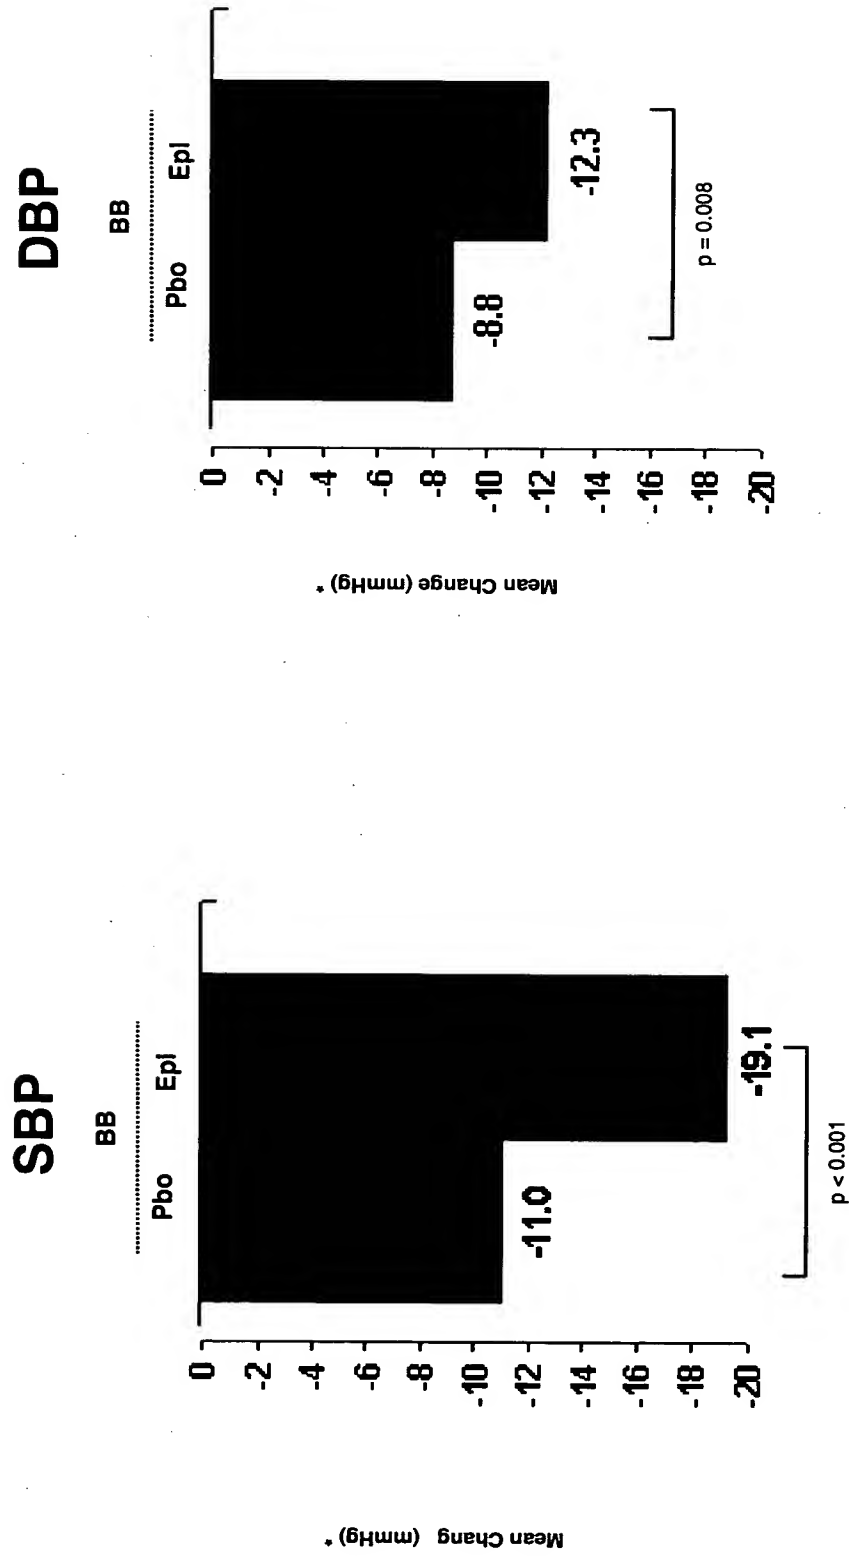 SBP
BB
Pbo Epl
0
-2
-4
-6
-8
-10
-12
-14
-16
-18
-20
Mean Chang (mmHg) *
-11.0
-19.1
p < 0.001
DBP
BB
Pbo Epl
0
-2
-4
-6
-8
-10
-12
-14
-16
-18
-20
Mean Change (mmHg) *
-8.8
-12.3
p = 0.008